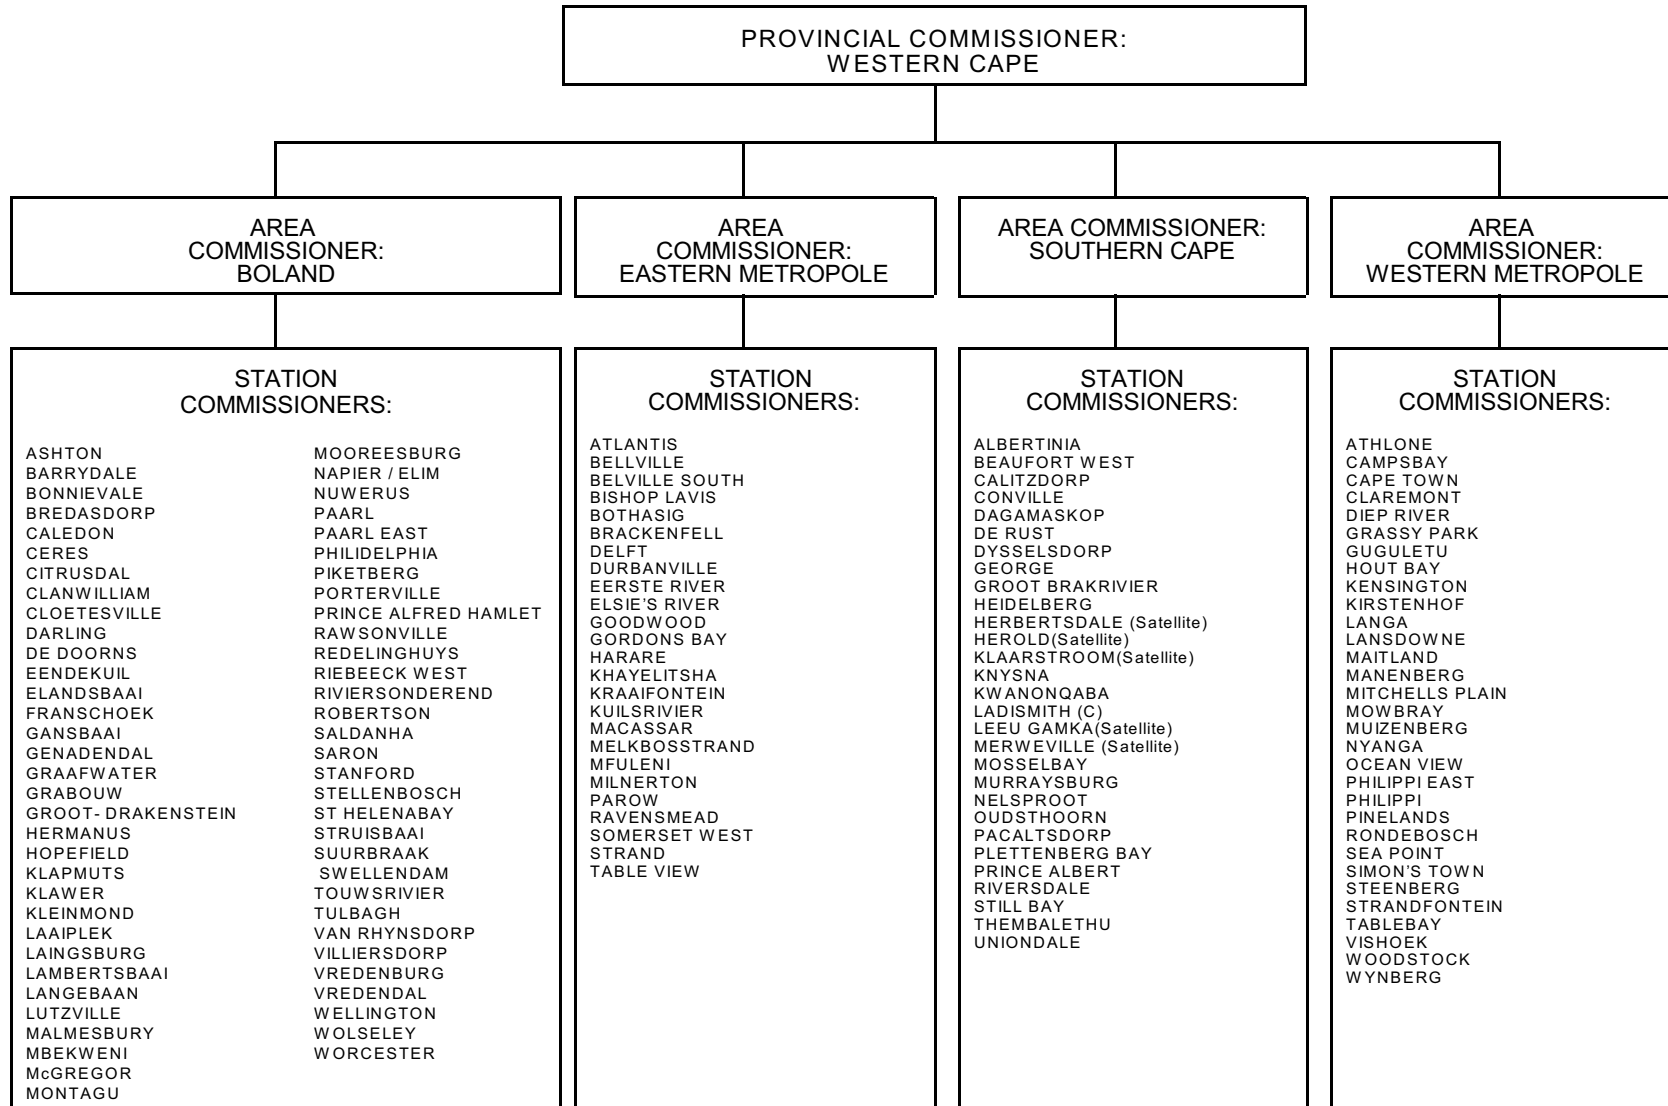 PROVINCIAL COMMISSIONER:
WESTERN CAPE
AREA
COMMISSIONER:
BOLAND
STATION
COMMISSIONERS:
ASHTON
BARRYDALE
BONNIEVALE
BREDASDORP
CALEDON
CERES
CITRUSDAL
CLANWILLIAM
CLOETESVILLE
DARLING
DE DOORNS
EENDEKUIL
ELANDSBAAI
FRANSCHOEK
GANSBAAI
GENADENDAL
GRAAFWATER
GRABOUW
GROOT- DRAKENSTEIN
HERMANUS
HOPEFIELD
KLAPMUTS
KLAWER
KLEINMOND
LAAIPLEK
LAINGSBURG
LAMBERTSBAAI
LANGEBAAN
LUTZVILLE
MALMESBURY
MBEKWENI
McGREGOR
MONTAGU
MOOREESBURG
NAPIER / ELIM
NUWERUS
PAARL
PAARL EAST
PHILIDELPHIA
PIKETBERG
PORTERVILLE
PRINCE ALFRED HAMLET
RAWSONVILLE
REDELINGHUYS
RIEBEECK WEST
RIVIERSONDEREND
ROBERTSON
SALDANHA
SARON
STANFORD
STELLENBOSCH
ST HELENABAY
STRUISBAAI
SUURBRAAK
SWELLENDAM
TOUWSRIVIER
TULBAGH
VAN RHYNSDORP
VILLIERSDORP
VREDENBURG
VREDENDAL
WELLINGTON
WOLSELEY
WORCESTER
AREA
COMMISSIONER:
EASTERN METROPOLE
STATION
COMMISSIONERS:
ATLANTIS
BELLVILLE
BELVILLE SOUTH
BISHOP LAVIS
BOTHASIG
BRACKENFELL
DELFT
DURBANVILLE
EERSTE RIVER
ELSIE'S RIVER
GOODWOOD
GORDONS BAY
HARARE
KHAYELITSHA
KRAAIFONTEIN
KUILSRIVIER
MACASSAR
MELKBOSSTRAND
MFULENI
MILNERTON
PAROW
RAVENSMEAD
SOMERSET WEST
STRAND
TABLE VIEW
AREA COMMISSIONER:
SOUTHERN CAPE
STATION
COMMISSIONERS:
ALBERTINIA
BEAUFORT WEST
CALITZDORP
CONVILLE
DAGAMASKOP
DE RUST
DYSSELSDORP
GEORGE
GROOT BRAKRIVIER
HEIDELBERG
HERBERTSDALE (Satellite)
HEROLD(Satellite)
KLAARSTROOM(Satellite)
KNYSNA
KWANONQABA
LADISMITH (C)
LEEU GAMKA(Satellite)
MERWEVILLE (Satellite)
MOSSELBAY
MURRAYSBURG
NELSPROOT
OUDSTHOORN
PACALTSDORP
PLETTENBERG BAY
PRINCE ALBERT
RIVERSDALE
STILL BAY
THEMBALETHU
UNIONDALE
AREA
COMMISSIONER:
WESTERN METROPOLE
STATION
COMMISSIONERS:
ATHLONE
CAMPSBAY
CAPE TOWN
CLAREMONT
DIEP RIVER
GRASSY PARK
GUGULETU
HOUT BAY
KENSINGTON
KIRSTENHOF
LANGA
LANSDOWNE
MAITLAND
MANENBERG
MITCHELLS PLAIN
MOWBRAY
MUIZENBERG
NYANGA
OCEAN VIEW
PHILIPPI EAST
PHILIPPI
PINELANDS
RONDEBOSCH
SEA POINT
SIMON'S TOWN
STEENBERG
STRANDFONTEIN
TABLEBAY
VISHOEK
WOODSTOCK
WYNBERG